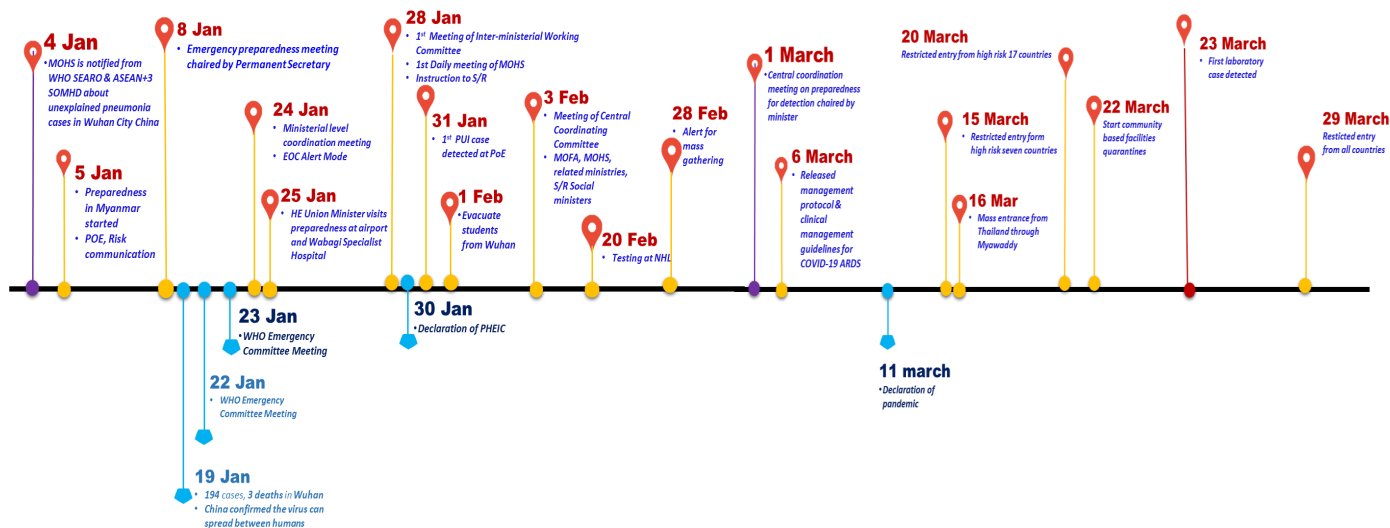 4 Jan
•MOHS is notified from
WHO SEARO & ASEAN+3
SOMHD about
unexplained pneumonia
cases in Wuhan City China
5 Jan
• Preparedness
in Myanmar
started
• POE, Risk
communication
8 Jan
• Emergency preparedness meeting
chaired by Permanent Secretary
19 Jan
• 194 cases, 3 deaths in Wuhan
• China confirmed the virus can
spread between humans
22 Jan
• WHO Emergency
Committee Meeting
23 Jan
•WHO Emergency
Committee Meeting
24 Jan
• Ministerial level
coordination meeting
• EOC Alert Mode
25 Jan
• HE Union Minister visits
preparedness at airport
and Wabagi Specialist
Hospital
28 Jan
• 1st Meeting of Inter-ministerial Working
Committee
• 1st Daily meeting of MOHS
• Instruction to S/R
30 Jan
•Declaration of PHEIC
31 Jan
• 1st PUI case
detected at PoE
1 Feb
•Evacuate
students
from Wuhan
3 Feb
• Meeting of Central
Coordinating
Committee
• MOFA, MOHS,
related ministries,
S/R Social
ministers
20 Feb
• Testing at NHL
28 Feb
• Alert for
mass
gathering
1 March
•Central coordination
meeting on preparedness
for detection chaired by
minister
6 March
• Released
management
protocol &
clinical
management
guidelines for
COVID-19 ARDS
11 march
•Declaration of
pandemic
15 March
• Restricted entry form
high risk seven countries
16 Mar
• Mass entrance from
Thailand through
Myawaddy
20 March
Restricted entry from high risk 17 countries
22 March
Start community
based facilities
quarantines
23 March
• First laboratory
case detected
29 March
Resticted entry
from all countries